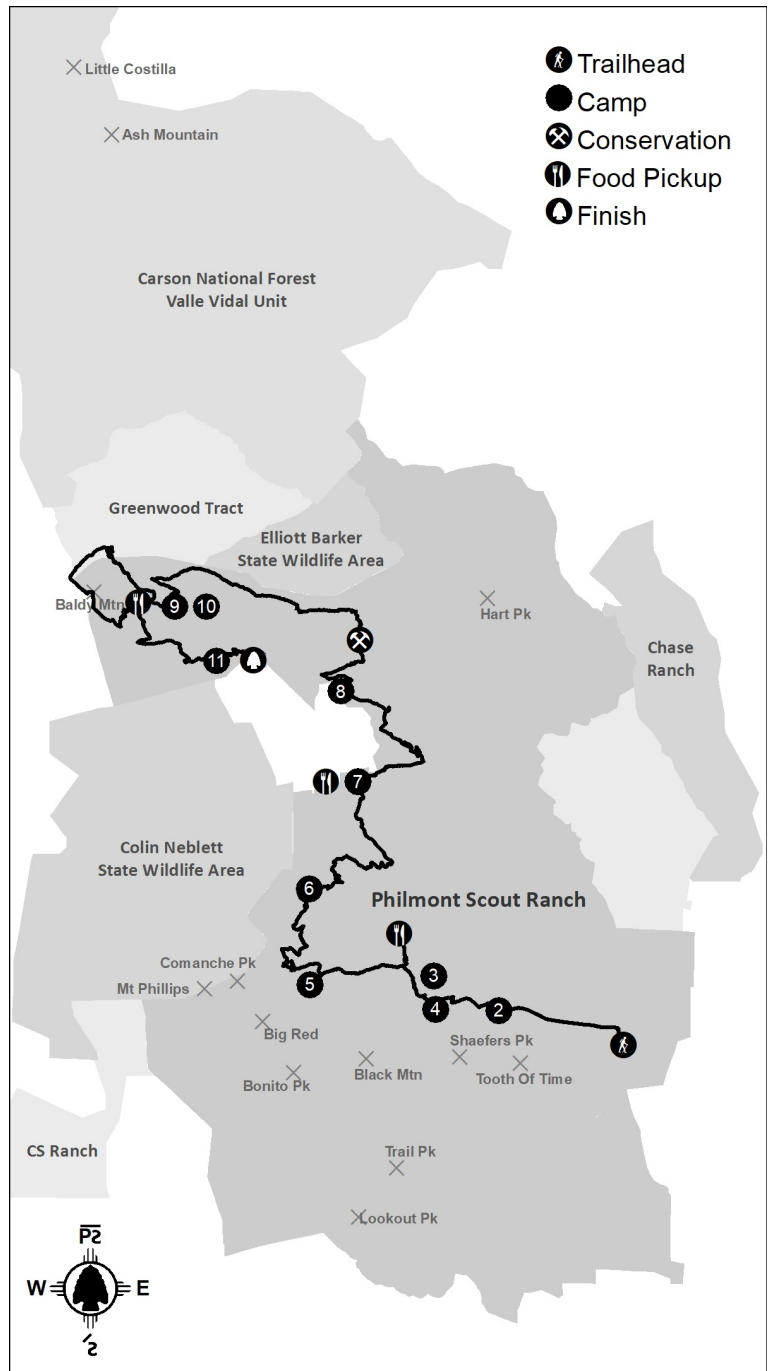 Little Costilla
Ash Mountain
Trailhead
Camp
Conservation
Food Pickup
Finish
Carson National Forest
Valle Vidal Unit
Greenwood Tract
Elliott Barker
State Wildlife Area
Baldy Mtn
9
10
Hart Pk
Chase
Ranch
11
8
7
Colin Neblett
State Wildlife Area
6
Philmont Scout Ranch
Comanche Pk
Mt Phillips
5
3
4
2
Big Red
Shaefers Pk
Bonito Pk
Black Mtn
Tooth Of Time
CS Ranch
Trail Pk
Lookout Pk
W
E